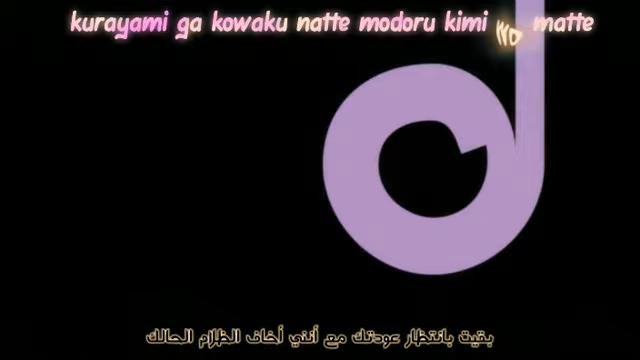 kurayami ga kowaku natte modoru kimi matte
بقيت بانتظار عودتك مع أنني أخاف الظلام الحالك